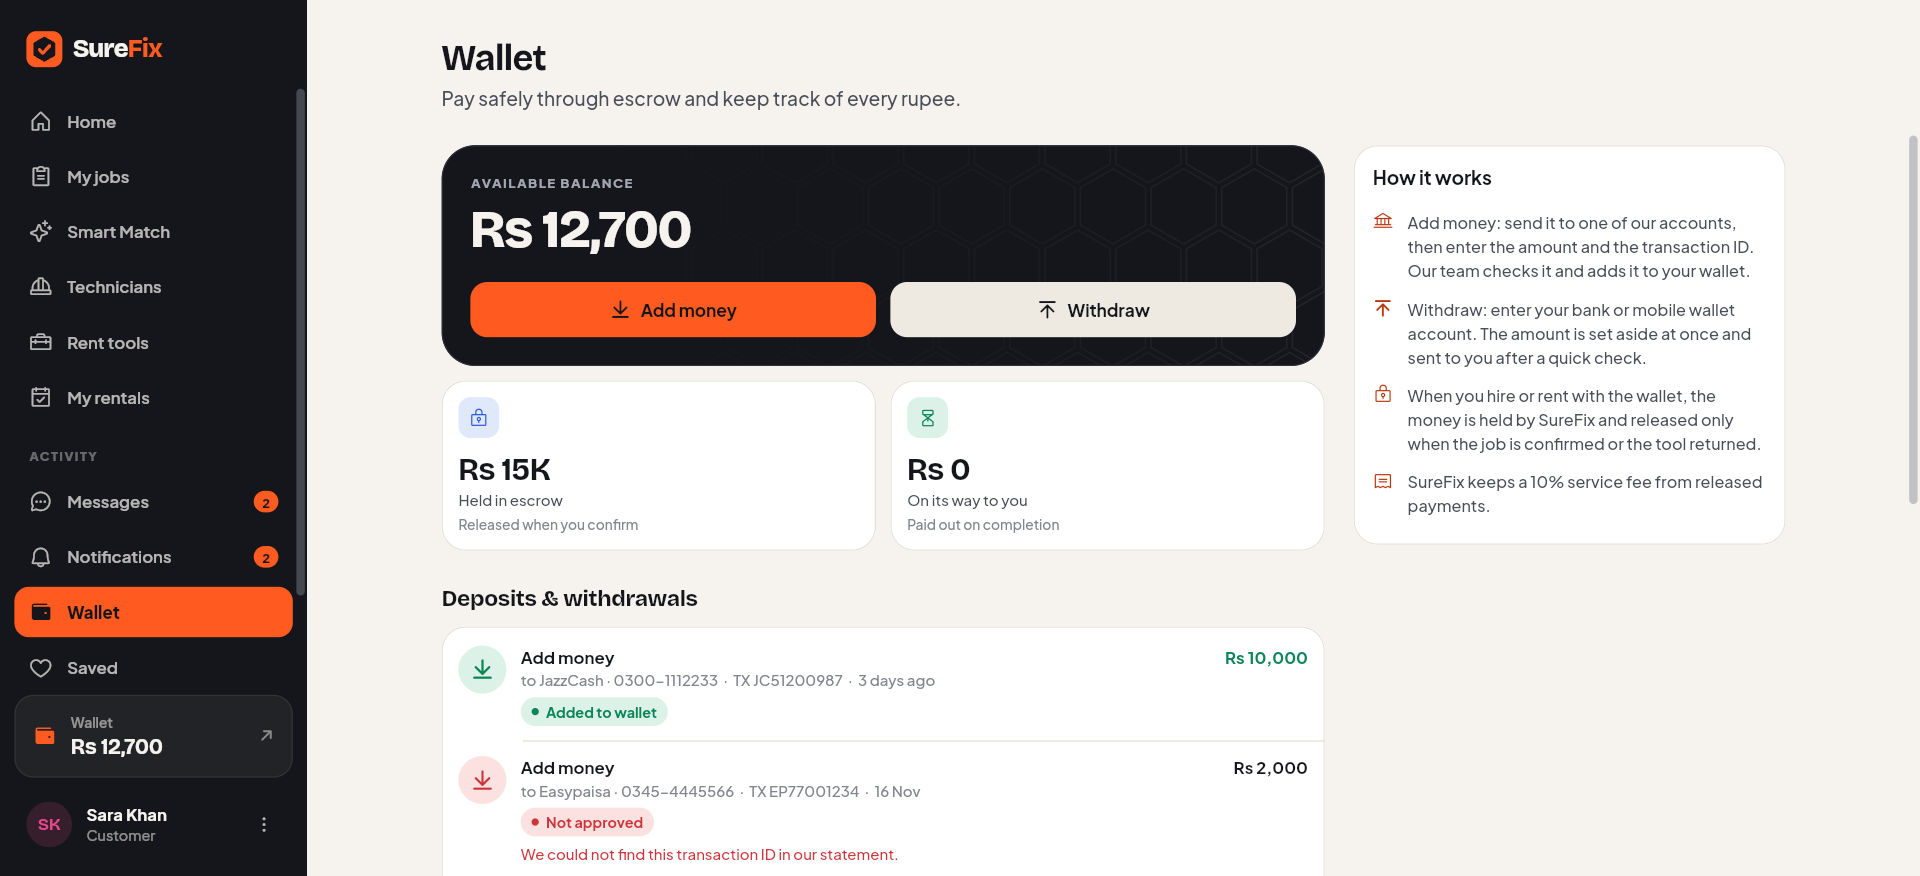 SureFix
Home
My jobs
Smart Match
Technicians
Rent tools
My rentals
ACTIVITY
Messages 2
Notifications 2
Wallet
Saved
Wallet
Rs 12,700
SK
Sara Khan
Customer
Wallet
Pay safely through escrow and keep track of every rupee.
AVAILABLE BALANCE
Rs 12,700
Add money
Withdraw
Rs 15K
Held in escrow
Released when you confirm
Rs 0
On its way to you
Paid out on completion
Deposits & withdrawals
Add money Rs 10,000
to JazzCash · 0300-1112233 · TX JC51200987 · 3 days ago
Added to wallet
Add money Rs 2,000
to Easypaisa · 0345-4445566 · TX EP77001234 · 16 Nov
Not approved
We could not find this transaction ID in our statement.
How it works
Add money: send it to one of our accounts,
then enter the amount and the transaction ID.
Our team checks it and adds it to your wallet.
Withdraw: enter your bank or mobile wallet
account. The amount is set aside at once and
sent to you after a quick check.
When you hire or rent with the wallet, the
money is held by SureFix and released only
when the job is confirmed or the tool returned.
SureFix keeps a 10% service fee from released
payments.